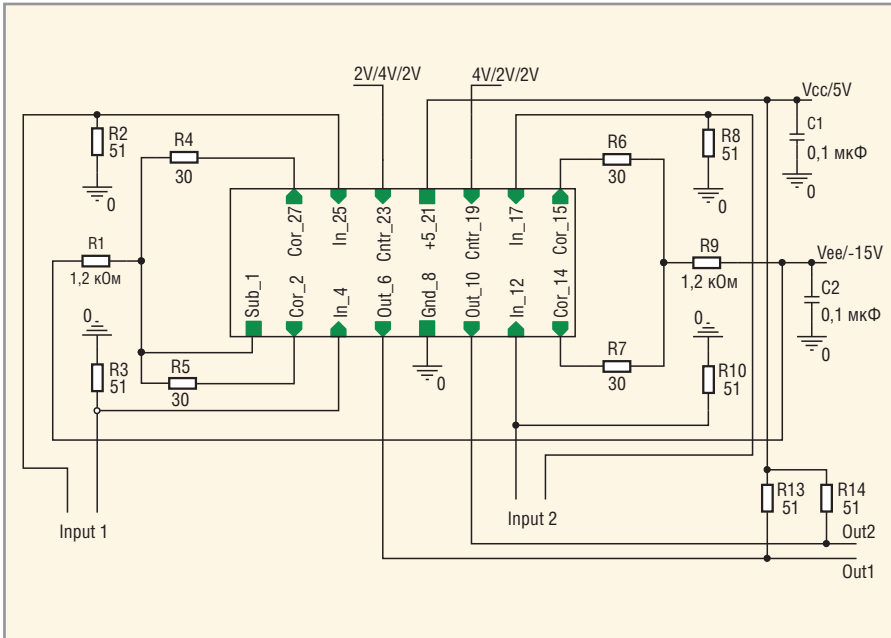 2V/4V/2V
4V/2V/2V
Vcc/5V
R2
51
0
R4
30
R6
30
R8
51
0
C1
0,1 мкФ
0
Cor_27
In_25
Cntr_23
+5_21
Cntr_19
In_17
Cor_15
R1
1,2 кОм
R9
1,2 кОм
Vee/-15V
Sub_1
Cor_2
In_4
Out_6
Gnd_8
Out_10
In_12
Cor_14
C2
0,1 мкФ
0
0
R3
51
R5
30
0
R7
30
0
R10
51
Input 1
Input 2
R13
51
R14
51
Out2
Out1